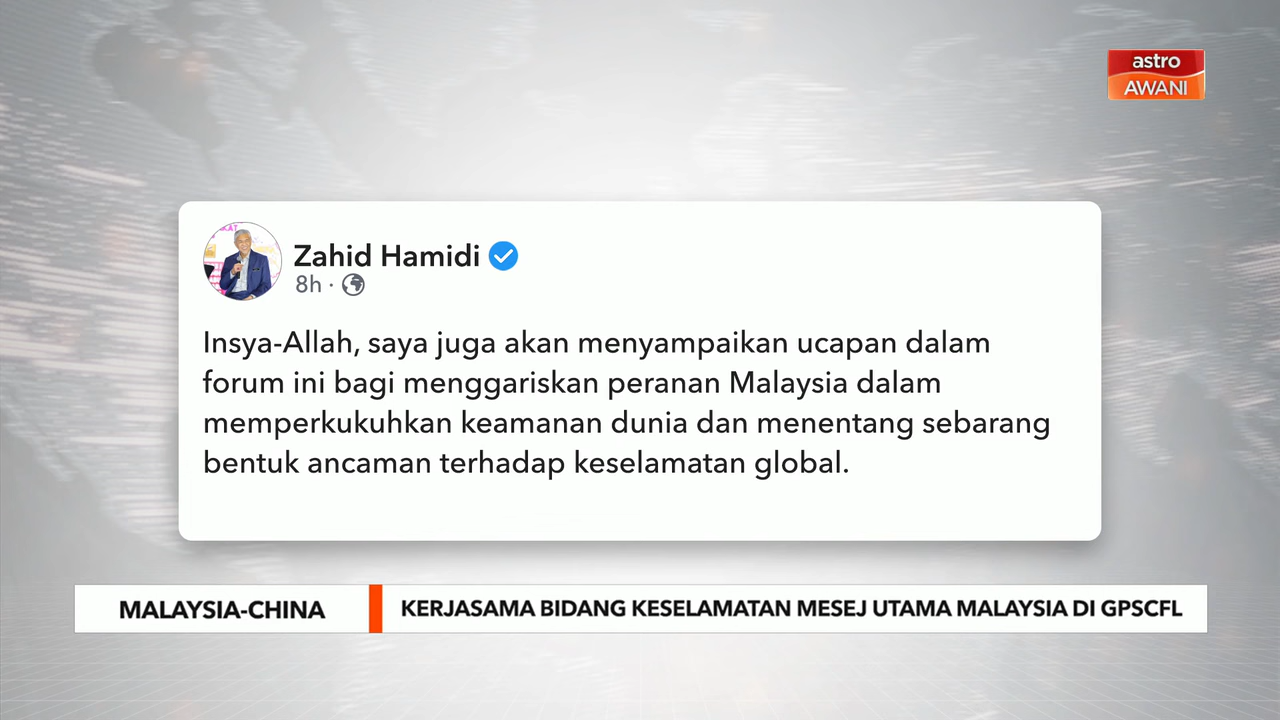 astro
AWANI
Zahid Hamidi
8h ·
Insya-Allah, saya juga akan menyampaikan ucapan dalam
forum ini bagi menggariskan peranan Malaysia dalam
memperkukuhkan keamanan dunia dan menentang sebarang
bentuk ancaman terhadap keselamatan global.
MALAYSIA-CHINA
KERJASAMA BIDANG KESELAMATAN MESEJ UTAMA MALAYSIA DI GPSCFL